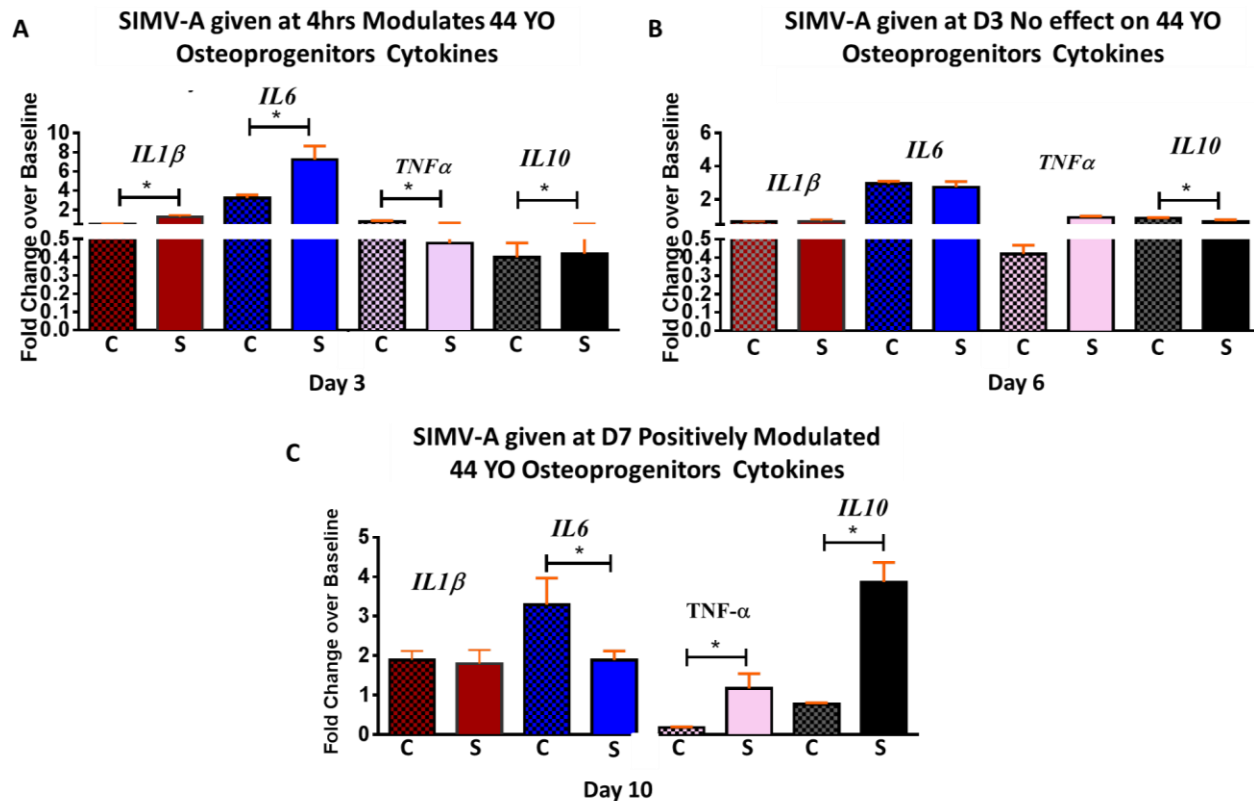 A
SIMV-A given at 4hrs Modulates 44 YO
Osteoprogenitors Cytokines
Fold Change over Baseline
10
8
6
4
2
0.5
0.4
0.3
0.2
0.1
0.0
IL1β
*
IL6
*
TNFα
*
IL10
*
C S C S C S C S
Day 3
B
SIMV-A given at D3 No effect on 44 YO
Osteoprogenitors Cytokines
Fold Change over Baseline
6
4
2
0.5
0.4
0.3
0.2
0.1
0.0
IL1β
IL6
TNFα
IL10
*
C S C S C S C S
Day 6
C
SIMV-A given at D7 Positively Modulated
44 YO Osteoprogenitors Cytokines
Fold Change over Baseline
5
4
3
2
1
0
IL1β
IL6
*
TNF-α
*
IL10
*
C S C S C S C S
Day 10